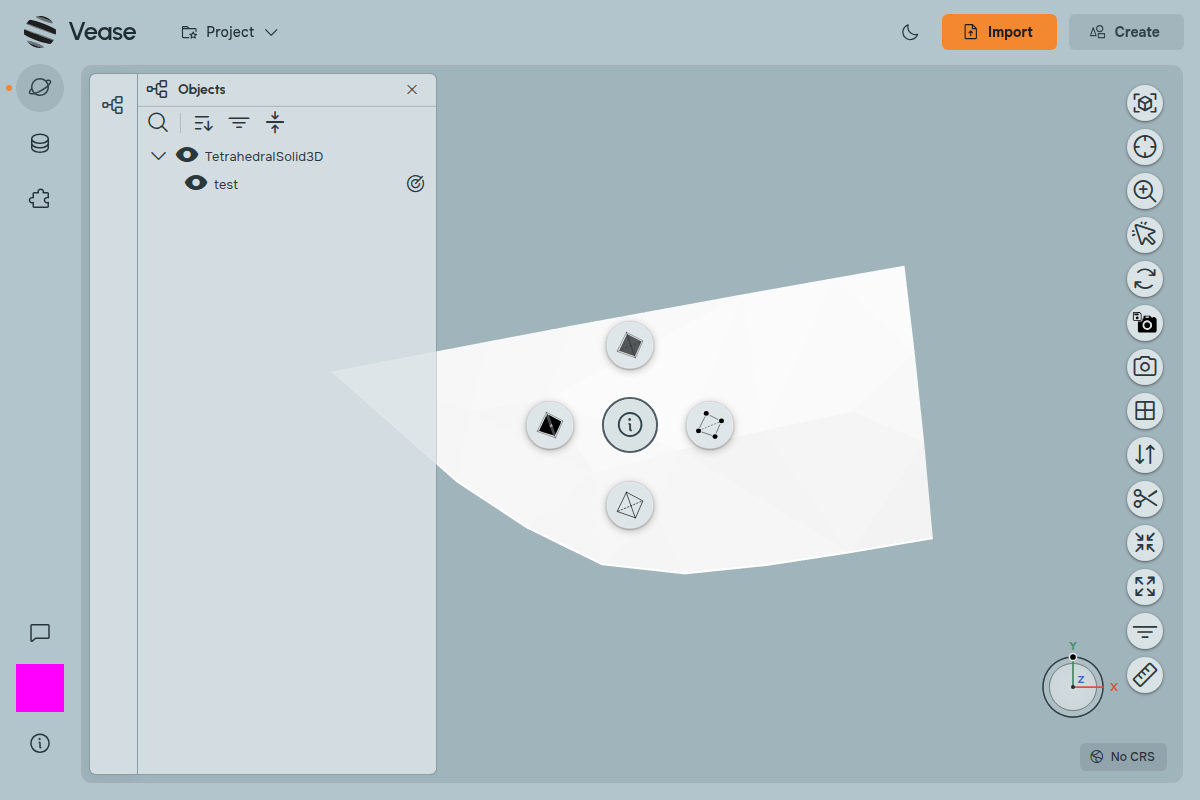 Vease
Project
Import
Create
Objects
TetrahedralSolid3D
test
Y
Z
X
No CRS